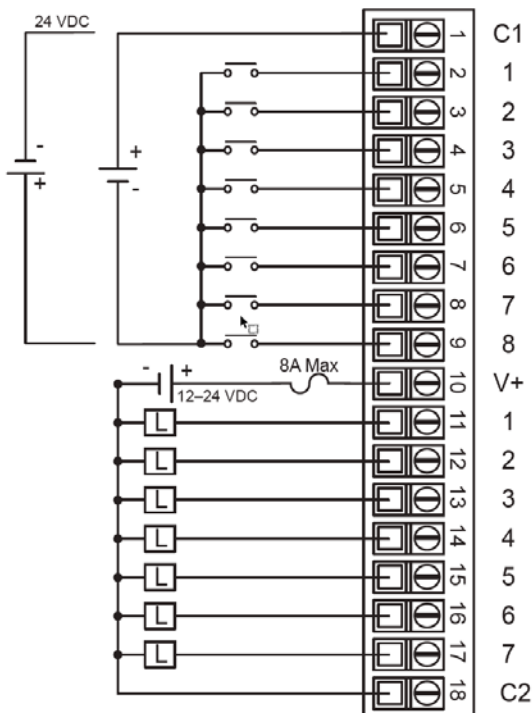 24 VDC
1 C1
2 1
3 2
4 3
- + 5 4
+ - 6 5
7 6
8 7
9 8
- + 8A Max 10 V+
12–24 VDC
L 11 1
L 12 2
L 13 3
L 14 4
L 15 5
L 16 6
L 17 7
18 C2